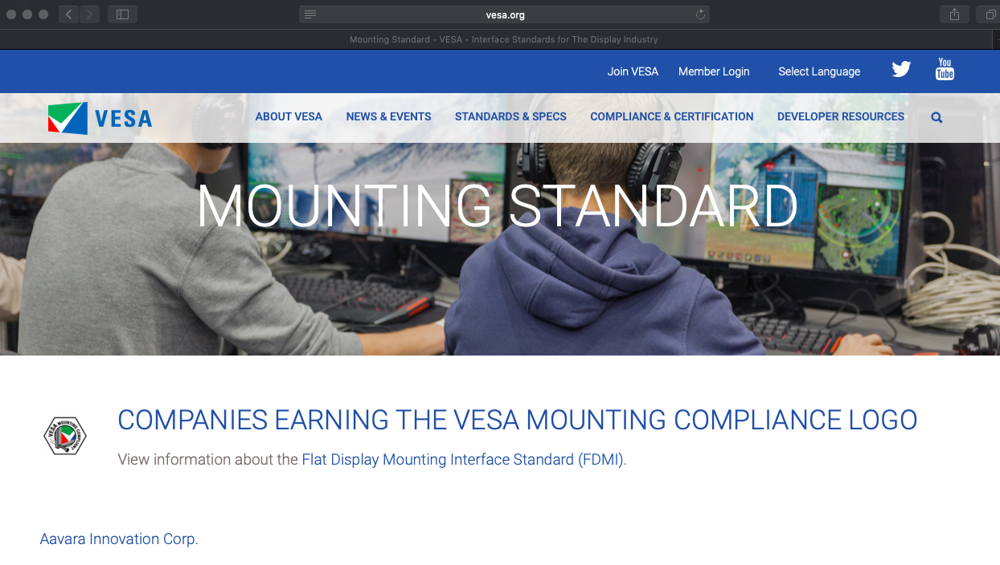 vesa.org
Mounting Standard - VESA - Interface Standards for The Display Industry
Join VESA Member Login Select Language You Tube
VESA ABOUT VESA NEWS & EVENTS STANDARDS & SPECS COMPLIANCE & CERTIFICATION DEVELOPER RESOURCES
MOUNTING STANDARD
VESA MOUNTING COMPLIANT
COMPANIES EARNING THE VESA MOUNTING COMPLIANCE LOGO
View information about the Flat Display Mounting Interface Standard (FDMI).
Aavara Innovation Corp.